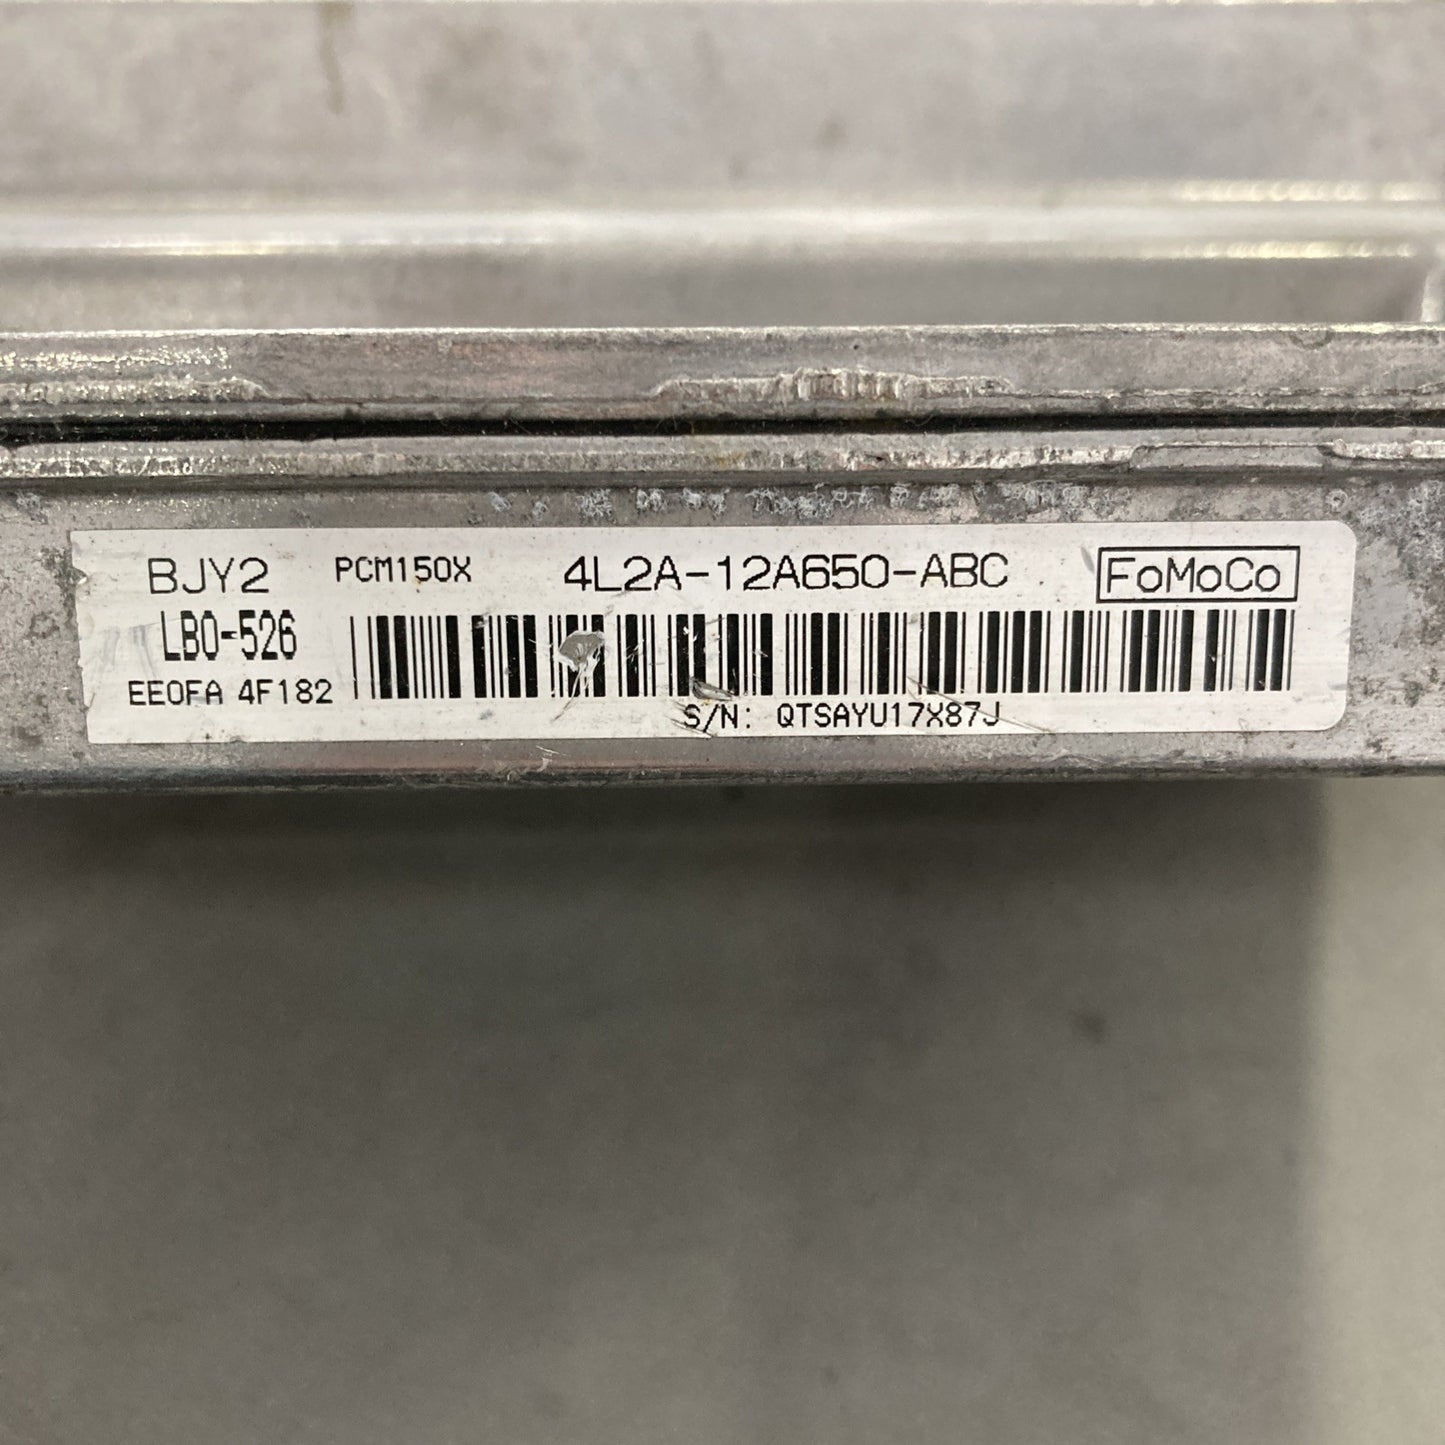 BJY2 PCM150X 4L2A-12A650-ABC FoMoCo
LB0-526
EE0FA 4F182
S/N: QTSAYU17X87J